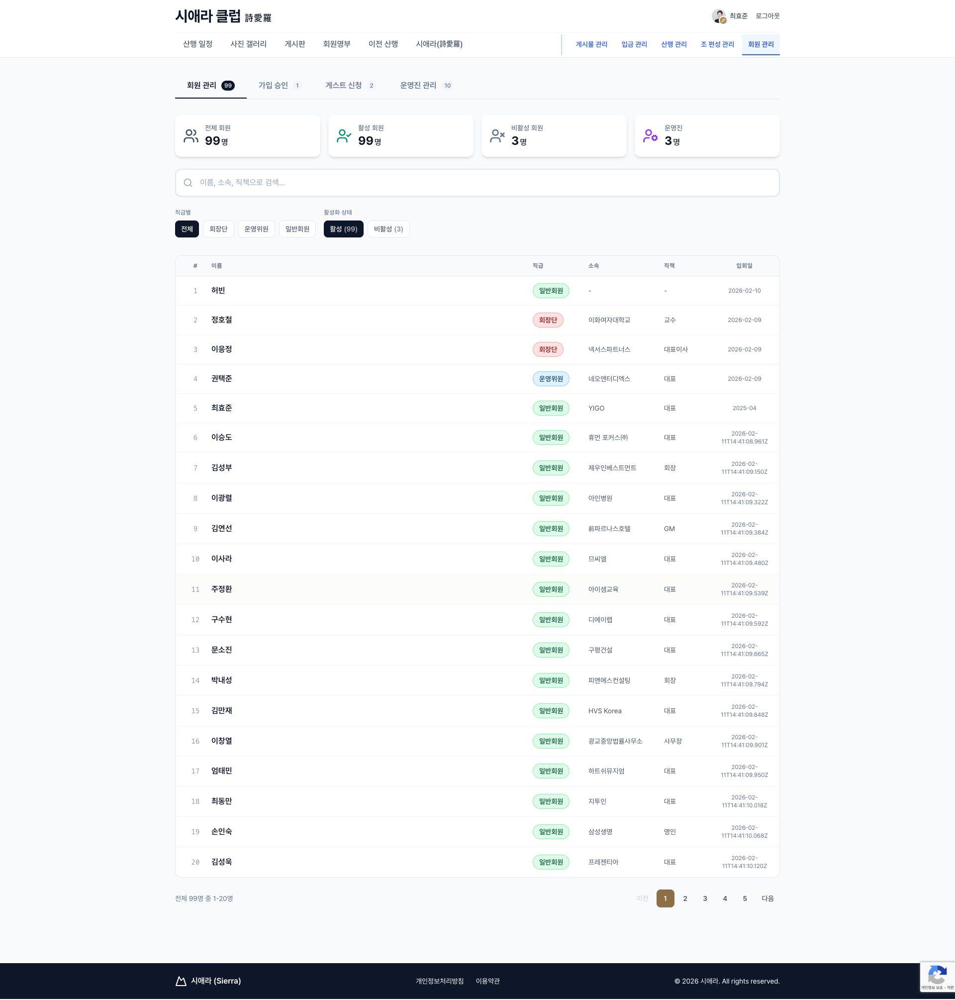 시애라 클럽 詩愛羅
최효준 로그아웃
산행 일정 사진 갤러리 게시판 회원명부 이전 산행 시애라(詩愛羅) 게시물 관리 입금 관리 산행 관리 조 편성 관리 회원 관리
회원 관리 99 가입 승인 1 게스트 신청 2 운영진 관리 10
전체 회원
99명
활성 회원
99명
비활성 회원
3명
운영진
3명
이름, 소속, 직책으로 검색...
직급별 활성화 상태
전체 회장단 운영위원 일반회원 활성 (99) 비활성 (3)
# 이름 직급 소속 직책 입회일
1 허빈 일반회원 - - 2026-02-10
2 정호철 회장단 이화여자대학교 교수 2026-02-09
3 이응정 회장단 넥서스파트너스 대표이사 2026-02-09
4 권택준 운영위원 네오엔터디엑스 대표 2026-02-09
5 최효준 일반회원 YIGO 대표 2025-04
6 이승도 일반회원 휴먼 포커스㈜ 대표 2026-02-
11T14:41:08.961Z
7 김성부 일반회원 제우인베스트먼트 회장 2026-02-
11T14:41:09.150Z
8 이광렬 일반회원 아인병원 대표 2026-02-
11T14:41:09.322Z
9 김연선 일반회원 前파르나스호텔 GM 2026-02-
11T14:41:09.384Z
10 이사라 일반회원 므씨엘 대표 2026-02-
11T14:41:09.480Z
11 주정환 일반회원 아이샘교육 대표 2026-02-
11T14:41:09.539Z
12 구수현 일반회원 디에이랩 대표 2026-02-
11T14:41:09.592Z
13 문소진 일반회원 구평건설 대표 2026-02-
11T14:41:09.665Z
14 박내성 일반회원 피앤에스컨설팅 회장 2026-02-
11T14:41:09.794Z
15 김만재 일반회원 HVS Korea 대표 2026-02-
11T14:41:09.848Z
16 이창열 일반회원 광교중앙법률사무소 사무장 2026-02-
11T14:41:09.901Z
17 엄태민 일반회원 하트쉬뮤지엄 대표 2026-02-
11T14:41:09.950Z
18 최동만 일반회원 지투인 대표 2026-02-
11T14:41:10.018Z
19 손인숙 일반회원 삼성생명 명인 2026-02-
11T14:41:10.068Z
20 김성욱 일반회원 프레젠티아 대표 2026-02-
11T14:41:10.120Z
전체 99명 중 1-20명 이전 1 2 3 4 5 다음
시애라 (Sierra) 개인정보처리방침 이용약관 © 2026 시애라. All rights reserved.
개인정보 보호 - 약관